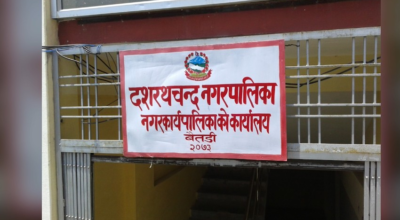 दशरथचन्द नगरपालिका
नगरकार्यपालिकाको कार्यालय
बैतडी
२०७३